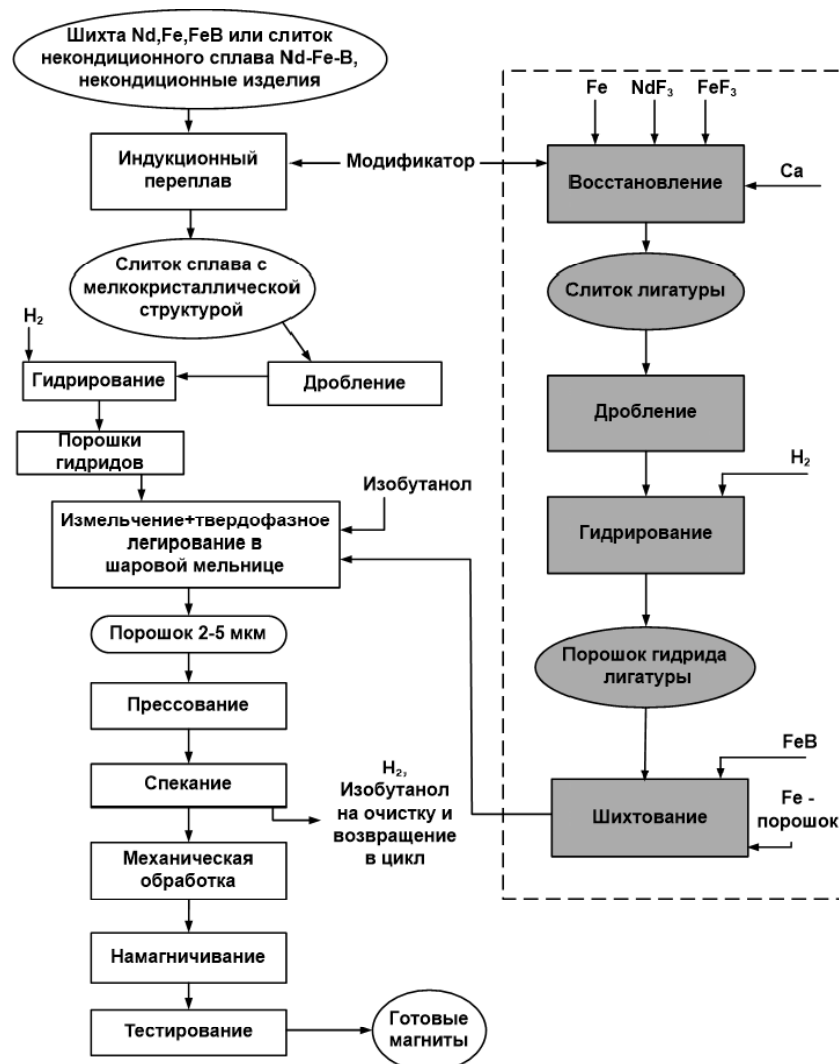 Шихта Nd,Fe,FeB или слиток
некондиционного сплава Nd-Fe-B,
некондиционные изделия
Индукционный
переплав
Модификатор
Слиток сплава с
мелкокристаллической
структурой
H₂
Гидрирование
Дробление
Порошки
гидридов
Изобутанол
Измельчение+твердофазное
легирование в
шаровой мельнице
Порошок 2-5 мкм
Прессование
Спекание
H₂,
Изобутанол
на очистку и
возвращение
в цикл
Механическая
обработка
Намагничивание
Тестирование
Готовые
магниты
Fe
NdF₃
FeF₃
Восстановление
Ca
Слиток лигатуры
Дробление
H₂
Гидрирование
Порошок гидрида
лигатуры
FeB
Шихтование
Fe -
порошок